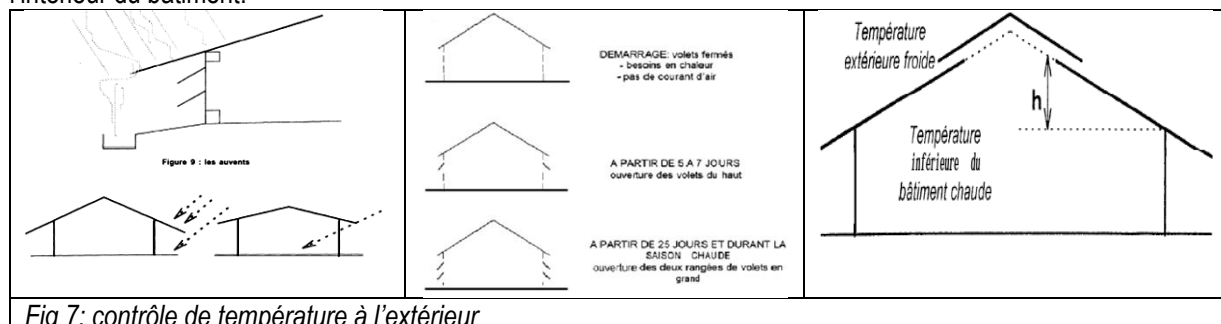 l'intérieur du bâtiment.
Figure 9 : les auvents
DEMARRAGE: volets fermés
- besoins en chaleur
- pas de courant d'air
A PARTIR DE 5 A 7 JOURS
ouverture des volets du haut
A PARTIR DE 25 JOURS ET DURANT LA
SAISON CHAUDE
ouverture des deux rangées de volets en
grand
Température
extérieure froide
h
Température
inférieure du
bâtiment chaude
Fig 7: contrôle de température à l'extérieur